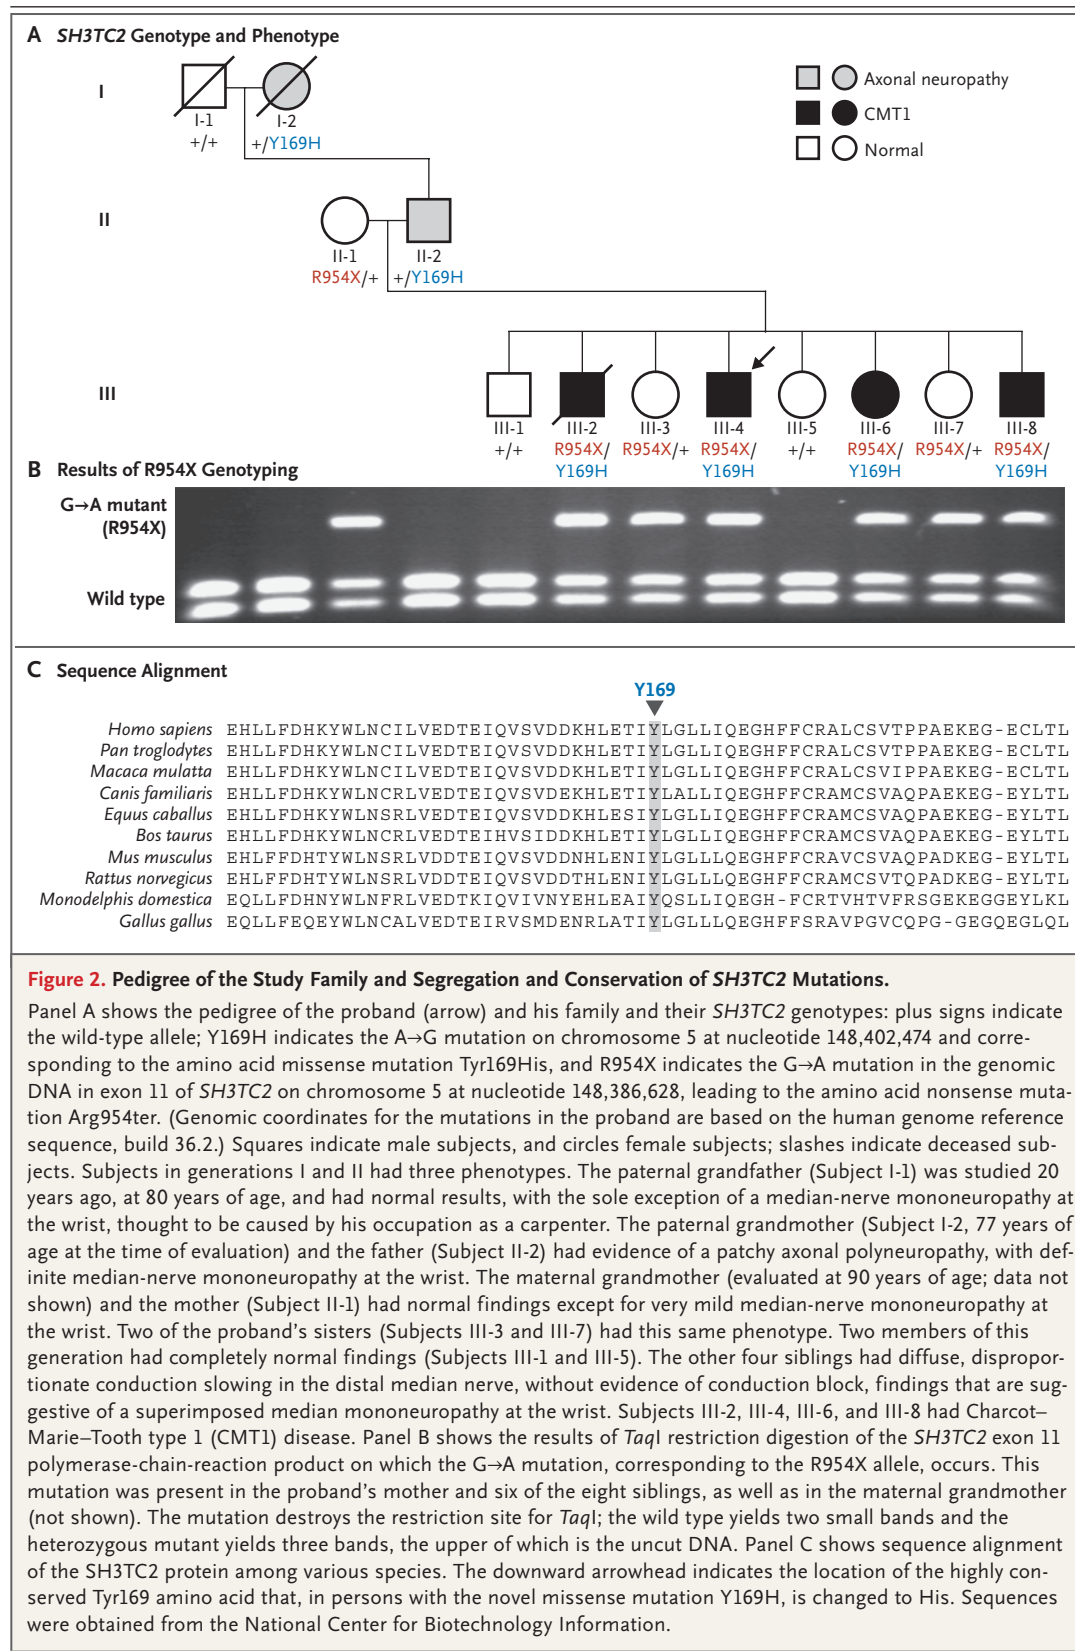 A SH3TC2 Genotype and Phenotype
I
I-1
+/+
I-2
+/Y169H
Axonal neuropathy
CMT1
Normal
II
II-1
R954X/+
II-2
+/Y169H
III
III-1
+/+
III-2
R954X/
Y169H
III-3
R954X/+
III-4
R954X/
Y169H
III-5
+/+
III-6
R954X/
Y169H
III-7
R954X/+
III-8
R954X/
Y169H
B Results of R954X Genotyping
G→A mutant
(R954X)
Wild type
C Sequence Alignment
Y169
Homo sapiens EHLLFDHKYWLNCILVEDTEIQVSVDDKHLETIYLGLLIQEGHFFCRALCSVTPPAEKEG-ECLTL
Pan troglodytes EHLLFDHKYWLNCILVEDTEIQVSVDDKHLETIYLGLLIQEGHFFCRALCSVTPPAEKEG-ECLTL
Macaca mulatta EHLLFDHKYWLNCILVEDTEIQVSVDDKHLETIYLGLLIQEGHFFCRALCSVIPPAEKEG-ECLTL
Canis familiaris EHLLFDHKYWLNCRLVEDTEIQVSVDEKHLETIYLALLIQEGHFFCRAMCSVAQPAEKEG-EYLTL
Equus caballus EHLLFDHKYWLNSRLVEDTEIQVSVDDKHLESIYLGLLIQEGHFFCRAMCSVAQPAEKEG-EYLTL
Bos taurus EHLLFDHKYWLNCRLVEDTEIHVSIDDKHLETIYLGLLIQEGHFFCRAMCSVAQPAEKEG-EYLTL
Mus musculus EHLFFDHTYWLNSRLVDDTEIQVSVDDNHLENIYLGLLLQEGHFFCRAVCSVAQPADKEG-EYLTL
Rattus norvegicus EHLFFDHTYWLNSRLVEDTEIQVSVDDTHLENIYLGLLLQEGHFFCRAMCSVTQPADKEG-EYLTL
Monodelphis domestica EQLLFDHNYWLNFRLVEDTKIQVIVNYEHLEAIYQSLLIQEGH-FCRTVHTVFRSGEKEGGEYLKL
Gallus gallus EQLLFEQEYWLNCALVEDTEIRVSMDENRLATIYLGLLLQEGHFFSRAVPGVCQPG-GEGQEGLQL
Figure 2. Pedigree of the Study Family and Segregation and Conservation of SH3TC2 Mutations.
Panel A shows the pedigree of the proband (arrow) and his family and their SH3TC2 genotypes: plus signs indicate
the wild-type allele; Y169H indicates the A→G mutation on chromosome 5 at nucleotide 148,402,474 and corre-
sponding to the amino acid missense mutation Tyr169His, and R954X indicates the G→A mutation in the genomic
DNA in exon 11 of SH3TC2 on chromosome 5 at nucleotide 148,386,628, leading to the amino acid nonsense muta-
tion Arg954ter. (Genomic coordinates for the mutations in the proband are based on the human genome reference
sequence, build 36.2.) Squares indicate male subjects, and circles female subjects; slashes indicate deceased sub-
jects. Subjects in generations I and II had three phenotypes. The paternal grandfather (Subject I-1) was studied 20
years ago, at 80 years of age, and had normal results, with the sole exception of a median-nerve mononeuropathy at
the wrist, thought to be caused by his occupation as a carpenter. The paternal grandmother (Subject I-2, 77 years of
age at the time of evaluation) and the father (Subject II-2) had evidence of a patchy axonal polyneuropathy, with def-
inite median-nerve mononeuropathy at the wrist. The maternal grandmother (evaluated at 90 years of age; data not
shown) and the mother (Subject II-1) had normal findings except for very mild median-nerve mononeuropathy at
the wrist. Two of the proband's sisters (Subjects III-3 and III-7) had this same phenotype. Two members of this
generation had completely normal findings (Subjects III-1 and III-5). The other four siblings had diffuse, dispropor-
tionate conduction slowing in the distal median nerve, without evidence of conduction block, findings that are sug-
gestive of a superimposed median mononeuropathy at the wrist. Subjects III-2, III-4, III-6, and III-8 had Charcot–
Marie–Tooth type 1 (CMT1) disease. Panel B shows the results of TaqI restriction digestion of the SH3TC2 exon 11
polymerase-chain-reaction product on which the G→A mutation, corresponding to the R954X allele, occurs. This
mutation was present in the proband's mother and six of the eight siblings, as well as in the maternal grandmother
(not shown). The mutation destroys the restriction site for TaqI; the wild type yields two small bands and the
heterozygous mutant yields three bands, the upper of which is the uncut DNA. Panel C shows sequence alignment
of the SH3TC2 protein among various species. The downward arrowhead indicates the location of the highly con-
served Tyr169 amino acid that, in persons with the novel missense mutation Y169H, is changed to His. Sequences
were obtained from the National Center for Biotechnology Information.